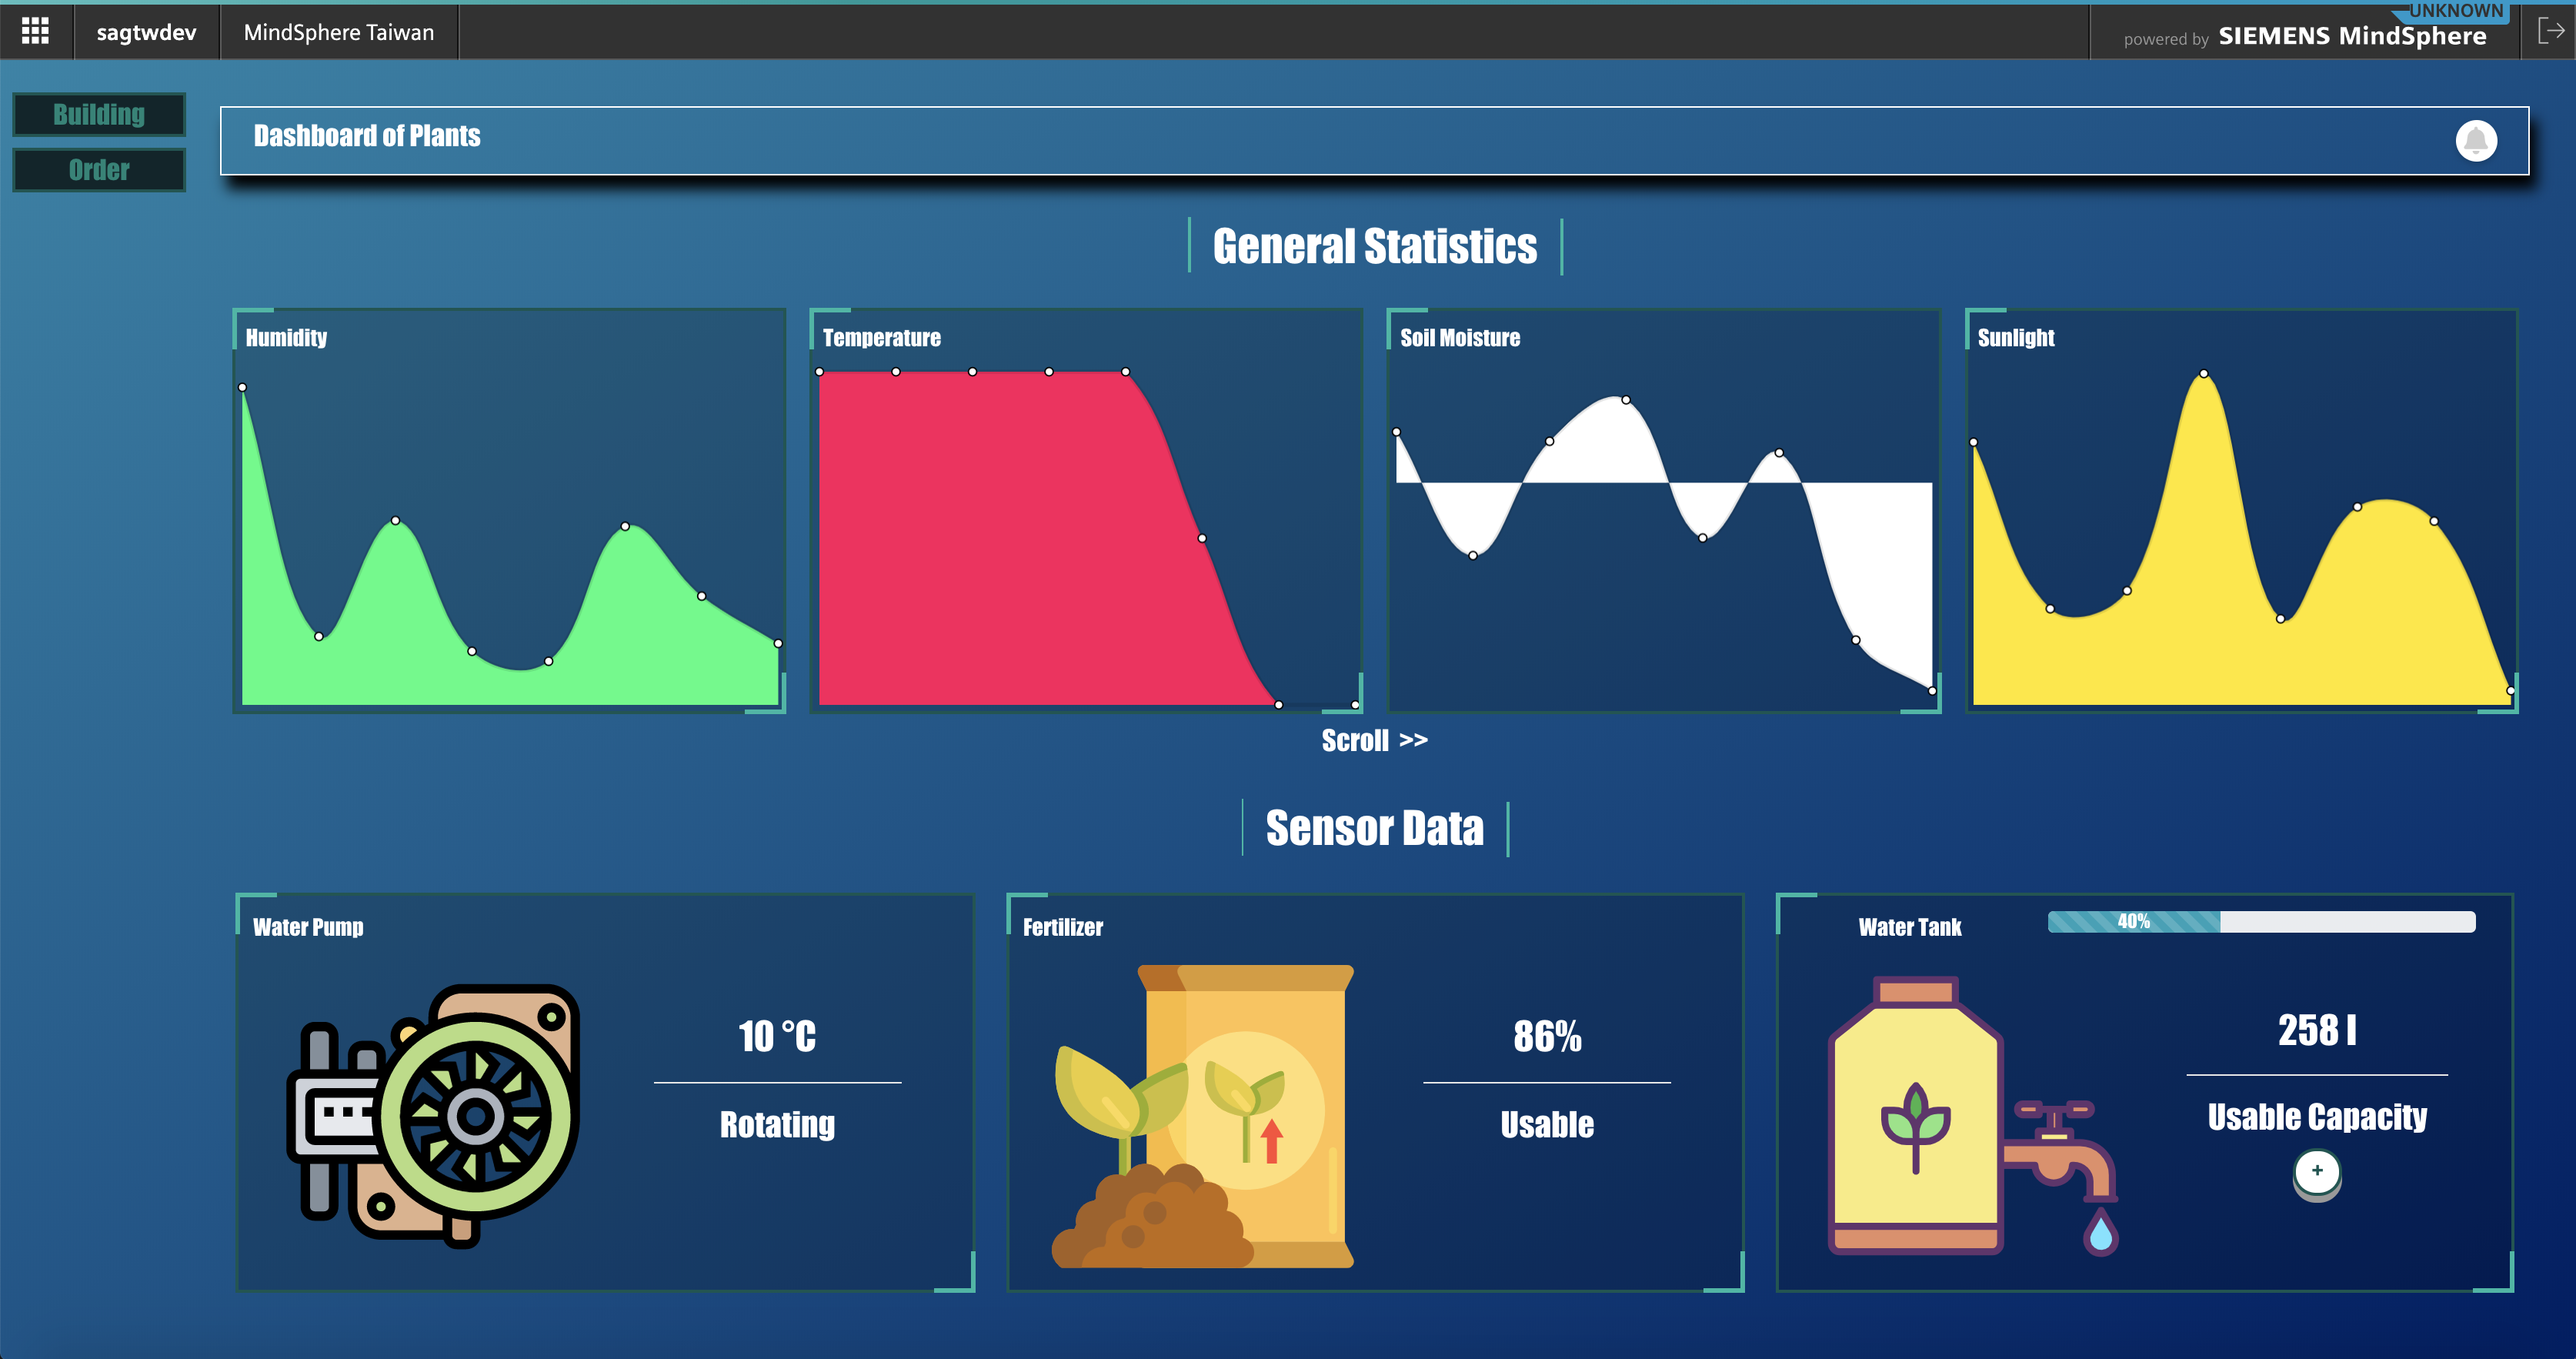 sagtwdev
MindSphere Taiwan
UNKNOWN
powered by SIEMENS MindSphere
Building
Order
Dashboard of Plants
General Statistics
Humidity
Temperature
Soil Moisture
Sunlight
Scroll >>
Sensor Data
Water Pump
10 °C
Rotating
Fertilizer
86%
Usable
Water Tank
40%
258 l
Usable Capacity
+